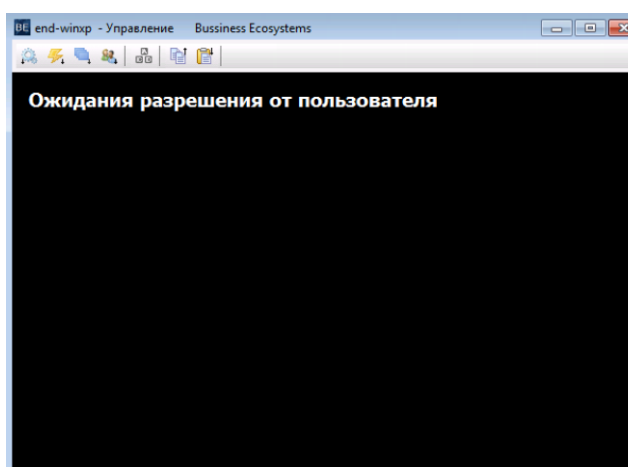 BE end-winxp - Управление Bussiness Ecosystems
Ожидания разрешения от пользователя